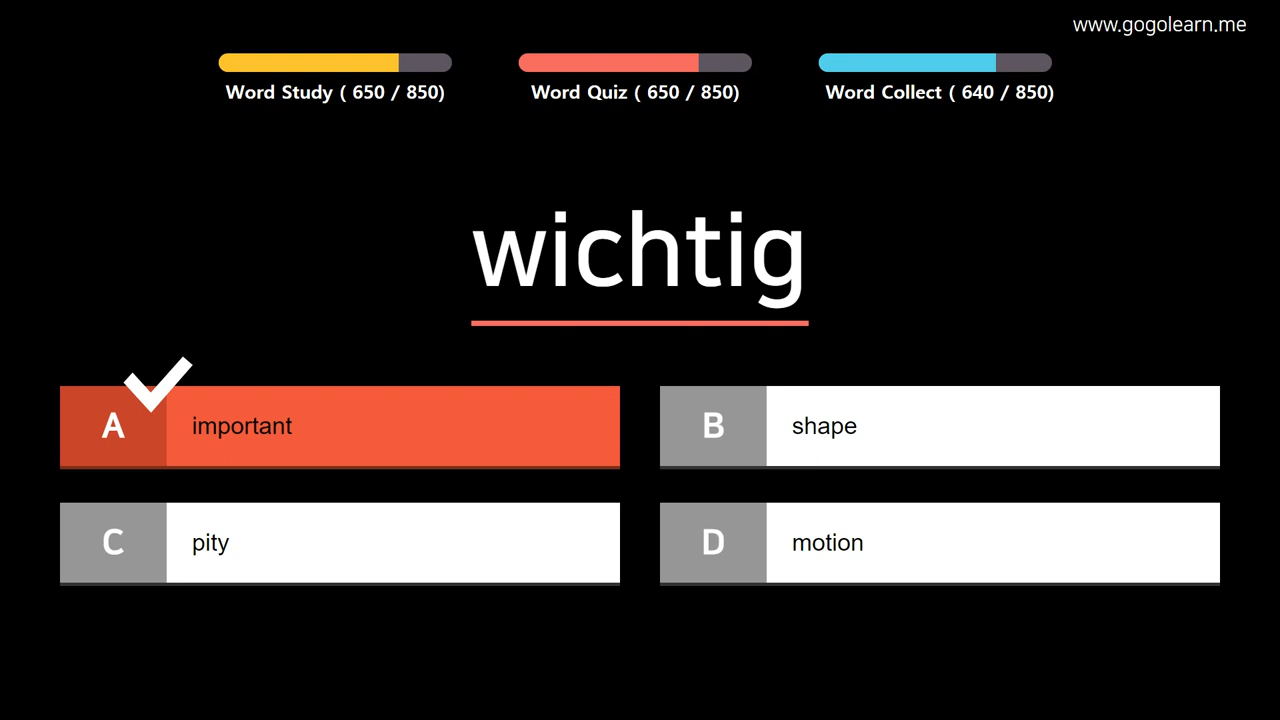 www.gogolearn.me
Word Study ( 650 / 850)
Word Quiz ( 650 / 850)
Word Collect ( 640 / 850)
wichtig
A important
B shape
C pity
D motion